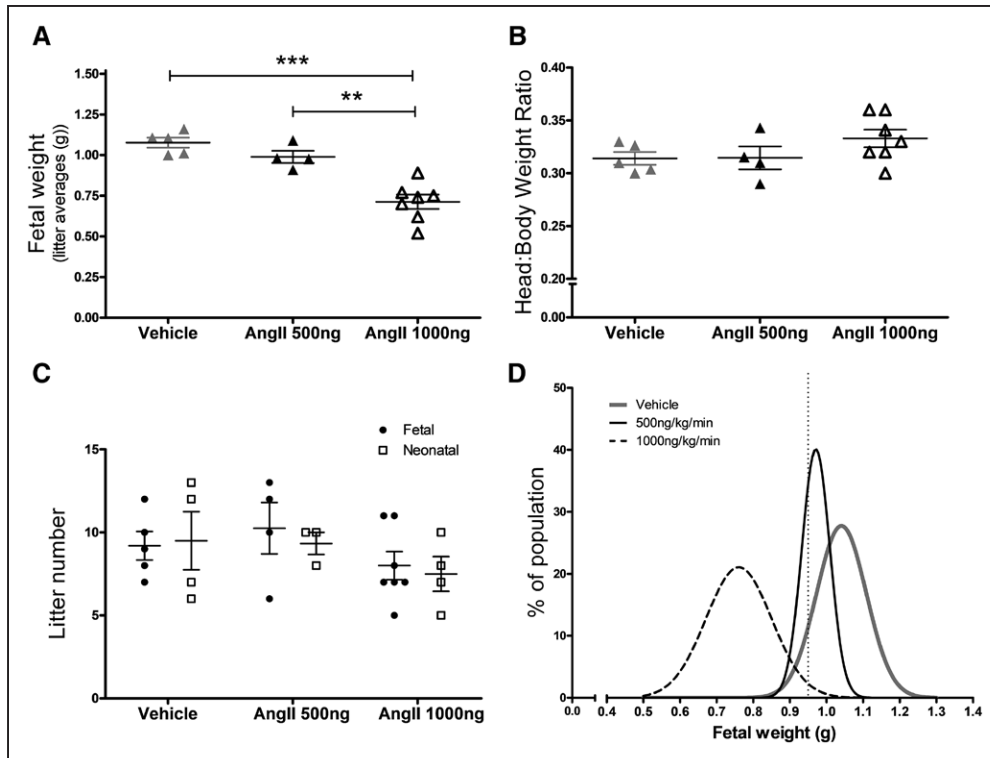 A
Fetal weight
(litter averages (g))
1.50
1.25
1.00
0.75
0.50
0.25
0.00
***
**
Vehicle
AngII 500ng
AngII 1000ng
B
Head:Body Weight Ratio
0.40
0.35
0.30
0.25
0.20
0.00
Vehicle
AngII 500ng
AngII 1000ng
C
Litter number
15
10
5
0
Fetal
Neonatal
Vehicle
AngII 500ng
AngII 1000ng
D
% of population
50
40
30
20
10
0
Vehicle
500ng/kg/min
1000ng/kg/min
0.0 0.4 0.5 0.6 0.7 0.8 0.9 1.0 1.1 1.2 1.3 1.4
Fetal weight (g)